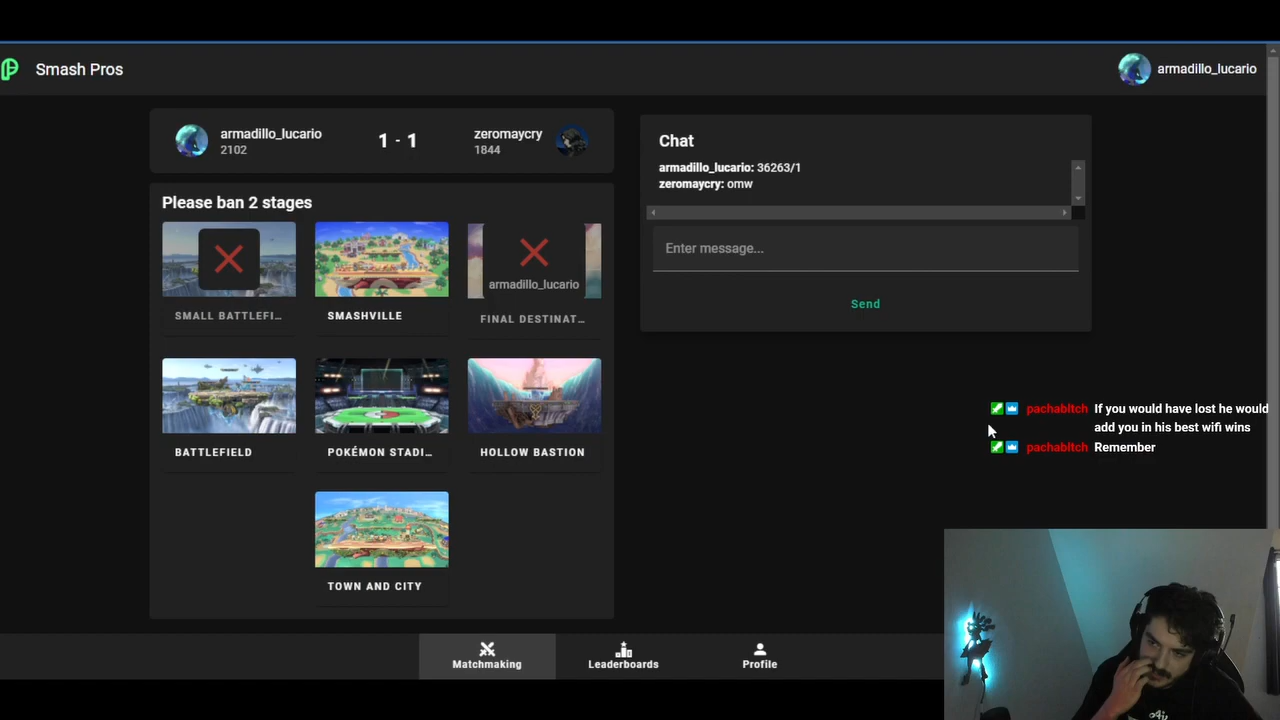 Smash Pros
armadillo_lucario
armadillo_lucario
2102
1 - 1
zeromaycry
1844
Please ban 2 stages
SMALL BATTLEFI...
SMASHVILLE
armadillo_lucario
FINAL DESTINAT...
BATTLEFIELD
POKÉMON STADI...
HOLLOW BASTION
TOWN AND CITY
Chat
armadillo_lucario: 36263/1
zeromaycry: omw
Enter message...
Send
pachabltch If you would have lost he would
add you in his best wifi wins
pachabltch Remember
Matchmaking
Leaderboards
Profile